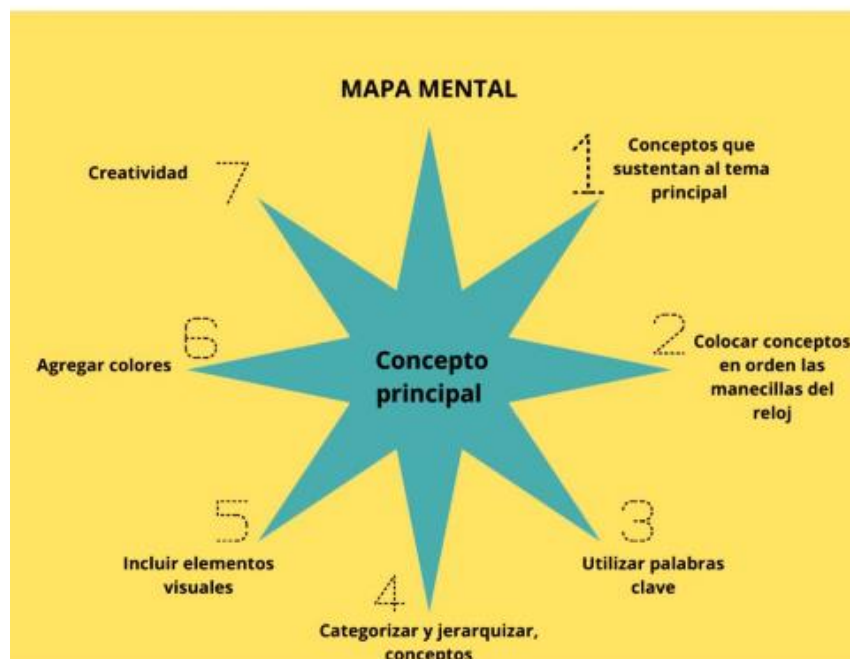 MAPA MENTAL
1
Conceptos que
sustentan al tema
principal
2
Colocar conceptos
en orden las
manecillas del
reloj
3
Utilizar palabras
clave
4
Categorizar y jerarquizar,
conceptos
5
Incluir elementos
visuales
6
Agregar colores
7
Creatividad
Concepto
principal